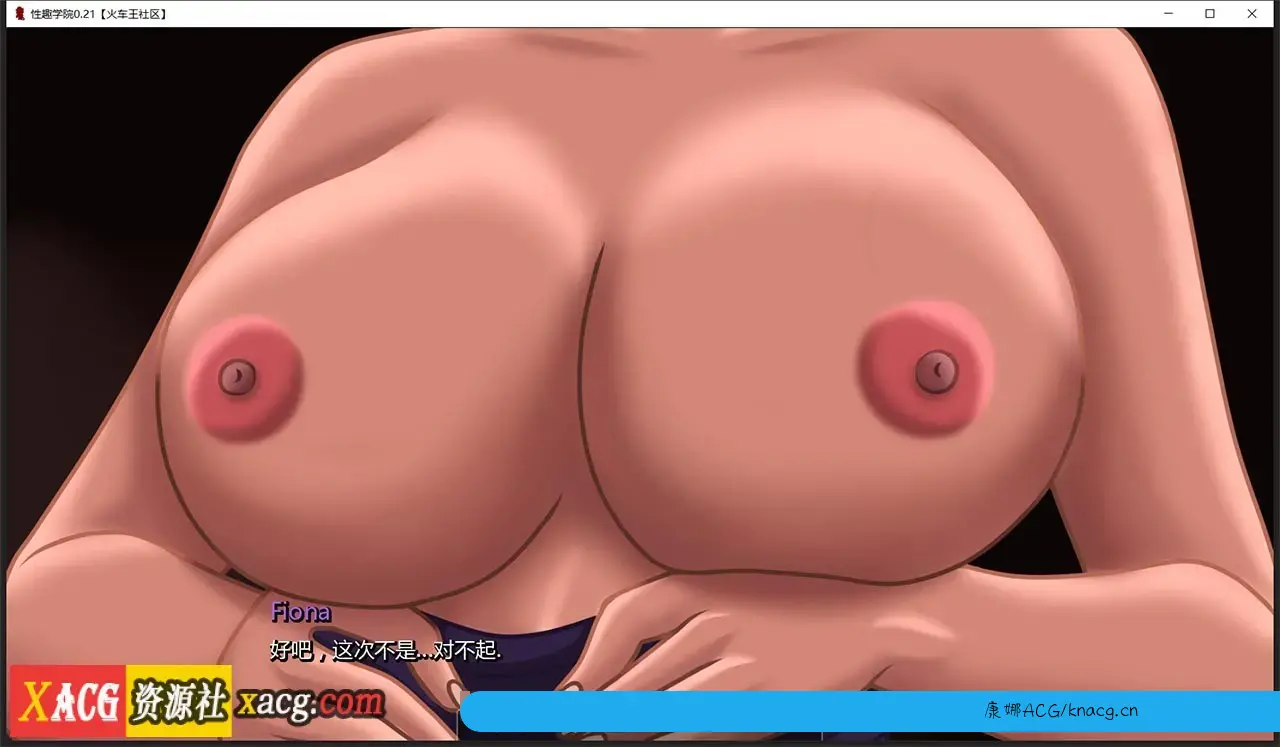 性趣学院0.21【火车王社区】
Fiona
好吧，这次不是...对不起.
XACG 资源社 xacg.com
康娜ACG/knacg.cn